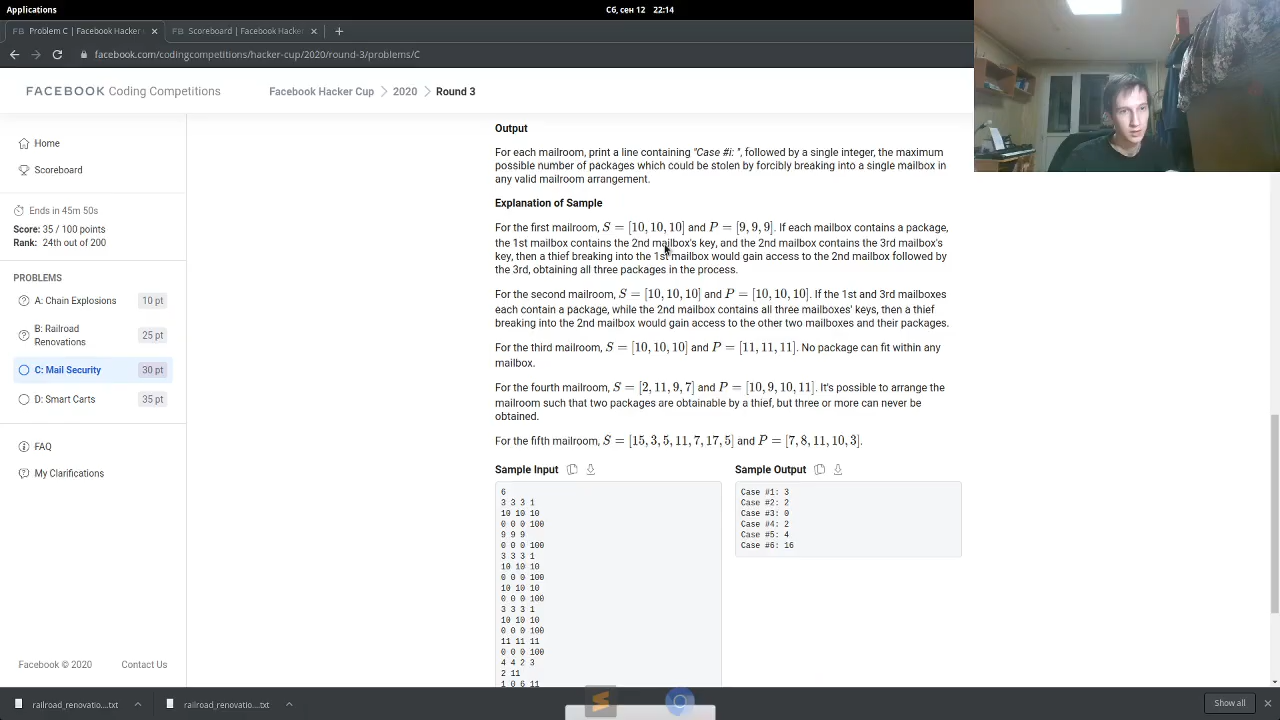 Applications
Сб, сен 12 22:14
FB Problem C | Facebook Hacker
FB Scoreboard | Facebook Hack
facebook.com/codingcompetitions/hacker-cup/2020/round-3/problems/C
FACEBOOK Coding Competitions
Facebook Hacker Cup > 2020 > Round 3
Home
Scoreboard
Ends in 45m 50s
Score: 35 / 100 points
Rank: 24th out of 200
PROBLEMS
A: Chain Explosions 10 pt
B: Railroad
Renovations 25 pt
C: Mail Security 30 pt
D: Smart Carts 35 pt
FAQ
My Clarifications
Facebook © 2020 Contact Us
Output
For each mailroom, print a line containing "Case #i: ", followed by a single integer, the maximum
possible number of packages which could be stolen by forcibly breaking into a single mailbox in
any valid mailroom arrangement.
Explanation of Sample
For the first mailroom, S = [10, 10, 10] and P = [9, 9, 9]. If each mailbox contains a package,
the 1st mailbox contains the 2nd mailbox's key, and the 2nd mailbox contains the 3rd mailbox's
key, then a thief breaking into the 1st mailbox would gain access to the 2nd mailbox followed by
the 3rd, obtaining all three packages in the process.
For the second mailroom, S = [10, 10, 10] and P = [10, 10, 10]. If the 1st and 3rd mailboxes
each contain a package, while the 2nd mailbox contains all three mailboxes' keys, then a thief
breaking into the 2nd mailbox would gain access to the other two mailboxes and their packages.
For the third mailroom, S = [10, 10, 10] and P = [11, 11, 11]. No package can fit within any
mailbox.
For the fourth mailroom, S = [2, 11, 9, 7] and P = [10, 9, 10, 11]. It's possible to arrange the
mailroom such that two packages are obtainable by a thief, but three or more can never be
obtained.
For the fifth mailroom, S = [15, 3, 5, 11, 7, 17, 5] and P = [7, 8, 11, 10, 3].
Sample Input
6
3 3 3 1
10 10 10
0 0 0 100
9 9 9
0 0 0 100
3 3 3 1
10 10 10
0 0 0 100
10 10 10
0 0 0 100
3 3 3 1
10 10 10
0 0 0 100
11 11 11
0 0 0 100
4 4 2 3
2 11
1 0 6 11
Sample Output
Case #1: 3
Case #2: 2
Case #3: 0
Case #4: 2
Case #5: 4
Case #6: 16
railroad_renovatio....txt
railroad_renovatio....txt
Show all